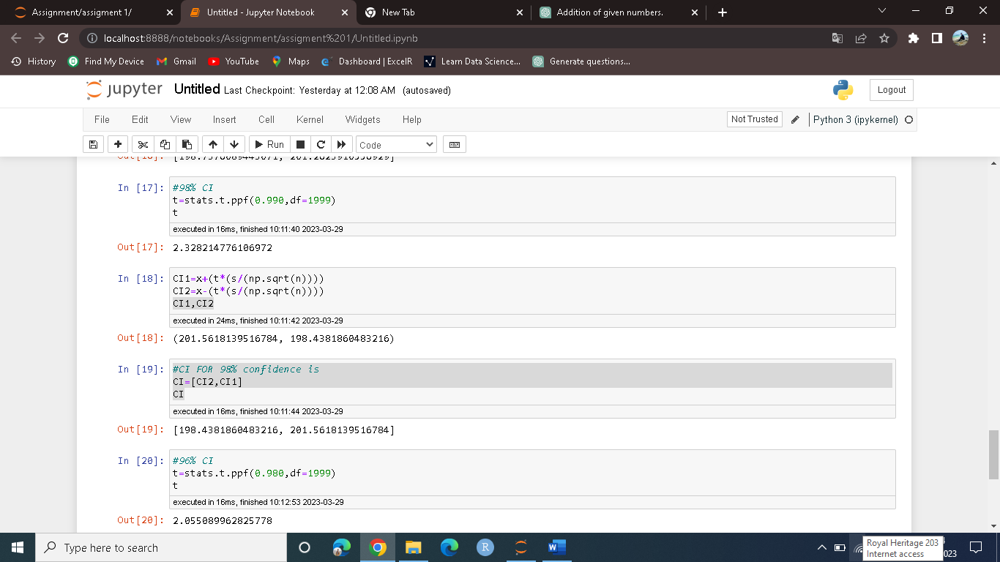 Assignment/assigment 1/
Untitled - Jupyter Notebook
New Tab
Addition of given numbers.
localhost:8888/notebooks/Assignment/assigment%201/Untitled.ipynb
History
Find My Device
Gmail
YouTube
Maps
Dashboard | ExcelR
Learn Data Science...
Generate questions...
jupyter Untitled Last Checkpoint: Yesterday at 12:08 AM (autosaved)
Logout
File Edit View Insert Cell Kernel Widgets Help
Not Trusted
Python 3 (ipykernel)
Run
Code
In [17]: #98% CI
t=stats.t.ppf(0.990,df=1999)
t
executed in 16ms, finished 10:11:40 2023-03-29
Out[17]: 2.328214776106972
In [18]: CI1=x+(t*(s/(np.sqrt(n))))
CI2=x-(t*(s/(np.sqrt(n))))
CI1,CI2
executed in 24ms, finished 10:11:42 2023-03-29
Out[18]: (201.5618139516784, 198.4381860483216)
In [19]: #CI FOR 98% confidence is
CI=[CI2,CI1]
CI
executed in 16ms, finished 10:11:44 2023-03-29
Out[19]: [198.4381860483216, 201.5618139516784]
In [20]: #96% CI
t=stats.t.ppf(0.980,df=1999)
t
executed in 16ms, finished 10:12:53 2023-03-29
Out[20]: 2.055089962825778
Type here to search
Royal Heritage 203
Internet access